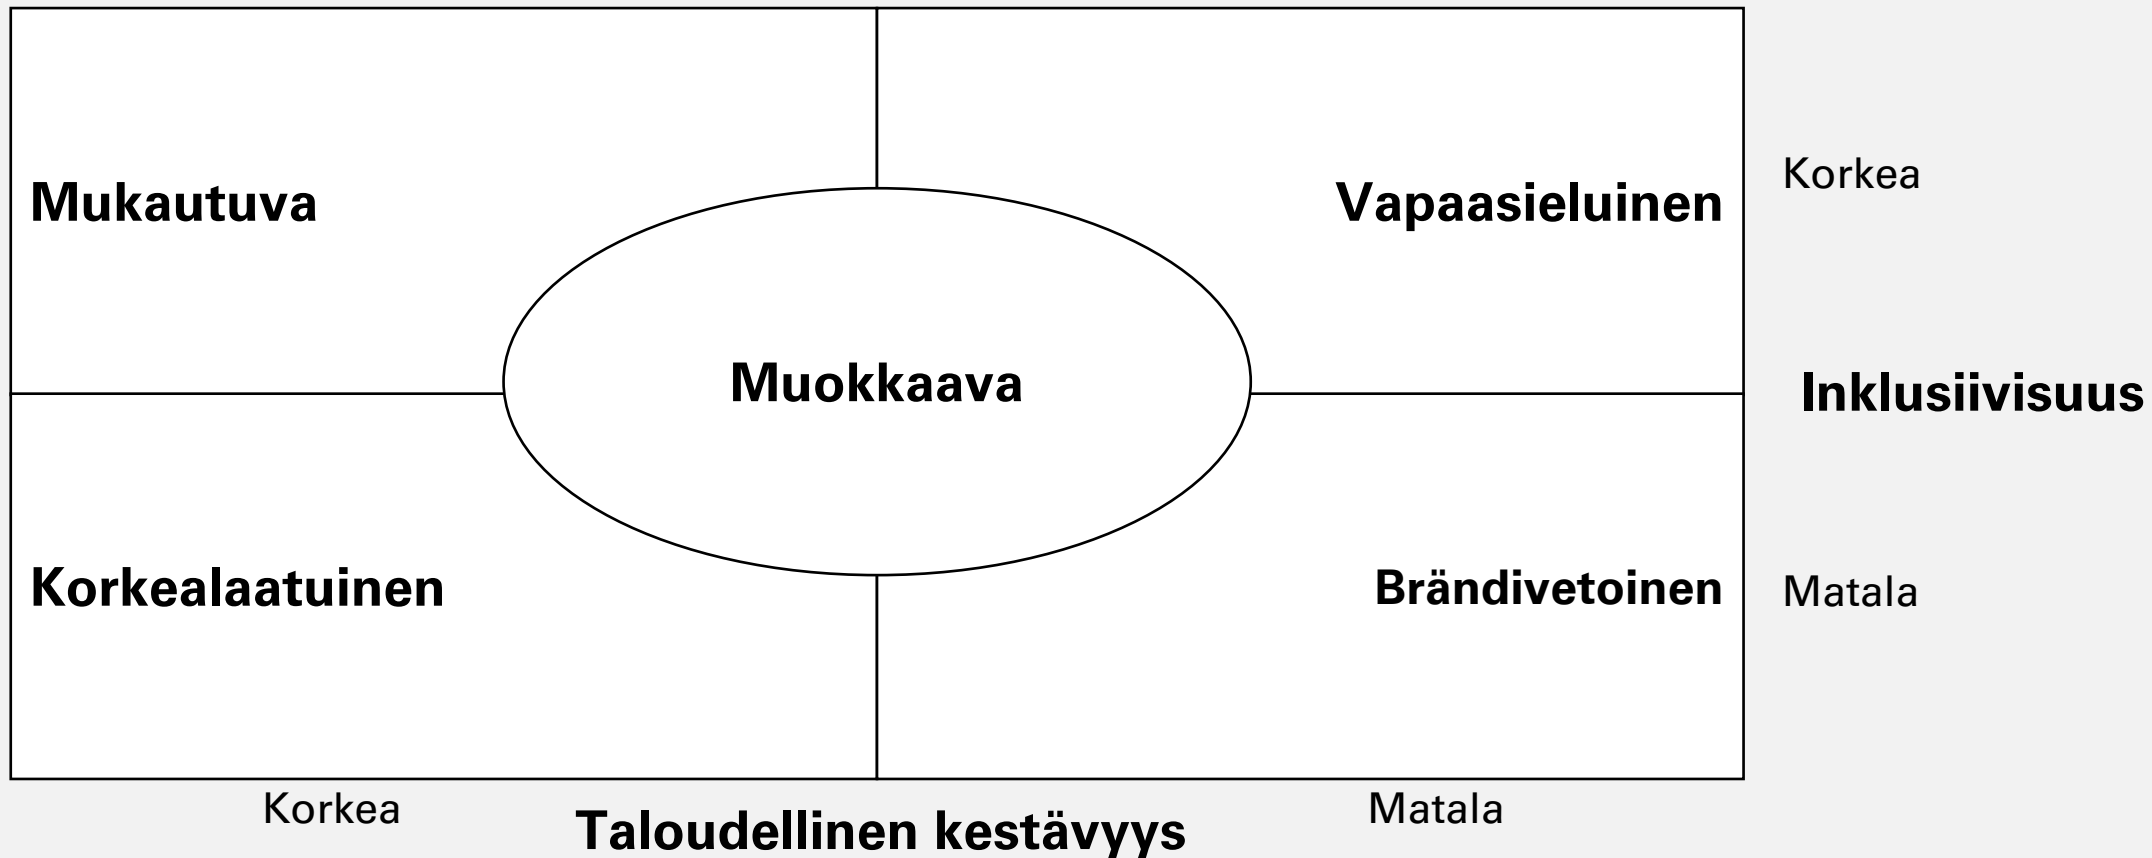 Mukautuva
Vapaasieluinen
Korkea
Muokkaava
Inklusiivisuus
Korkealaatuinen
Brändivetoinen
Matala
Korkea
Taloudellinen kestävyys
Matala